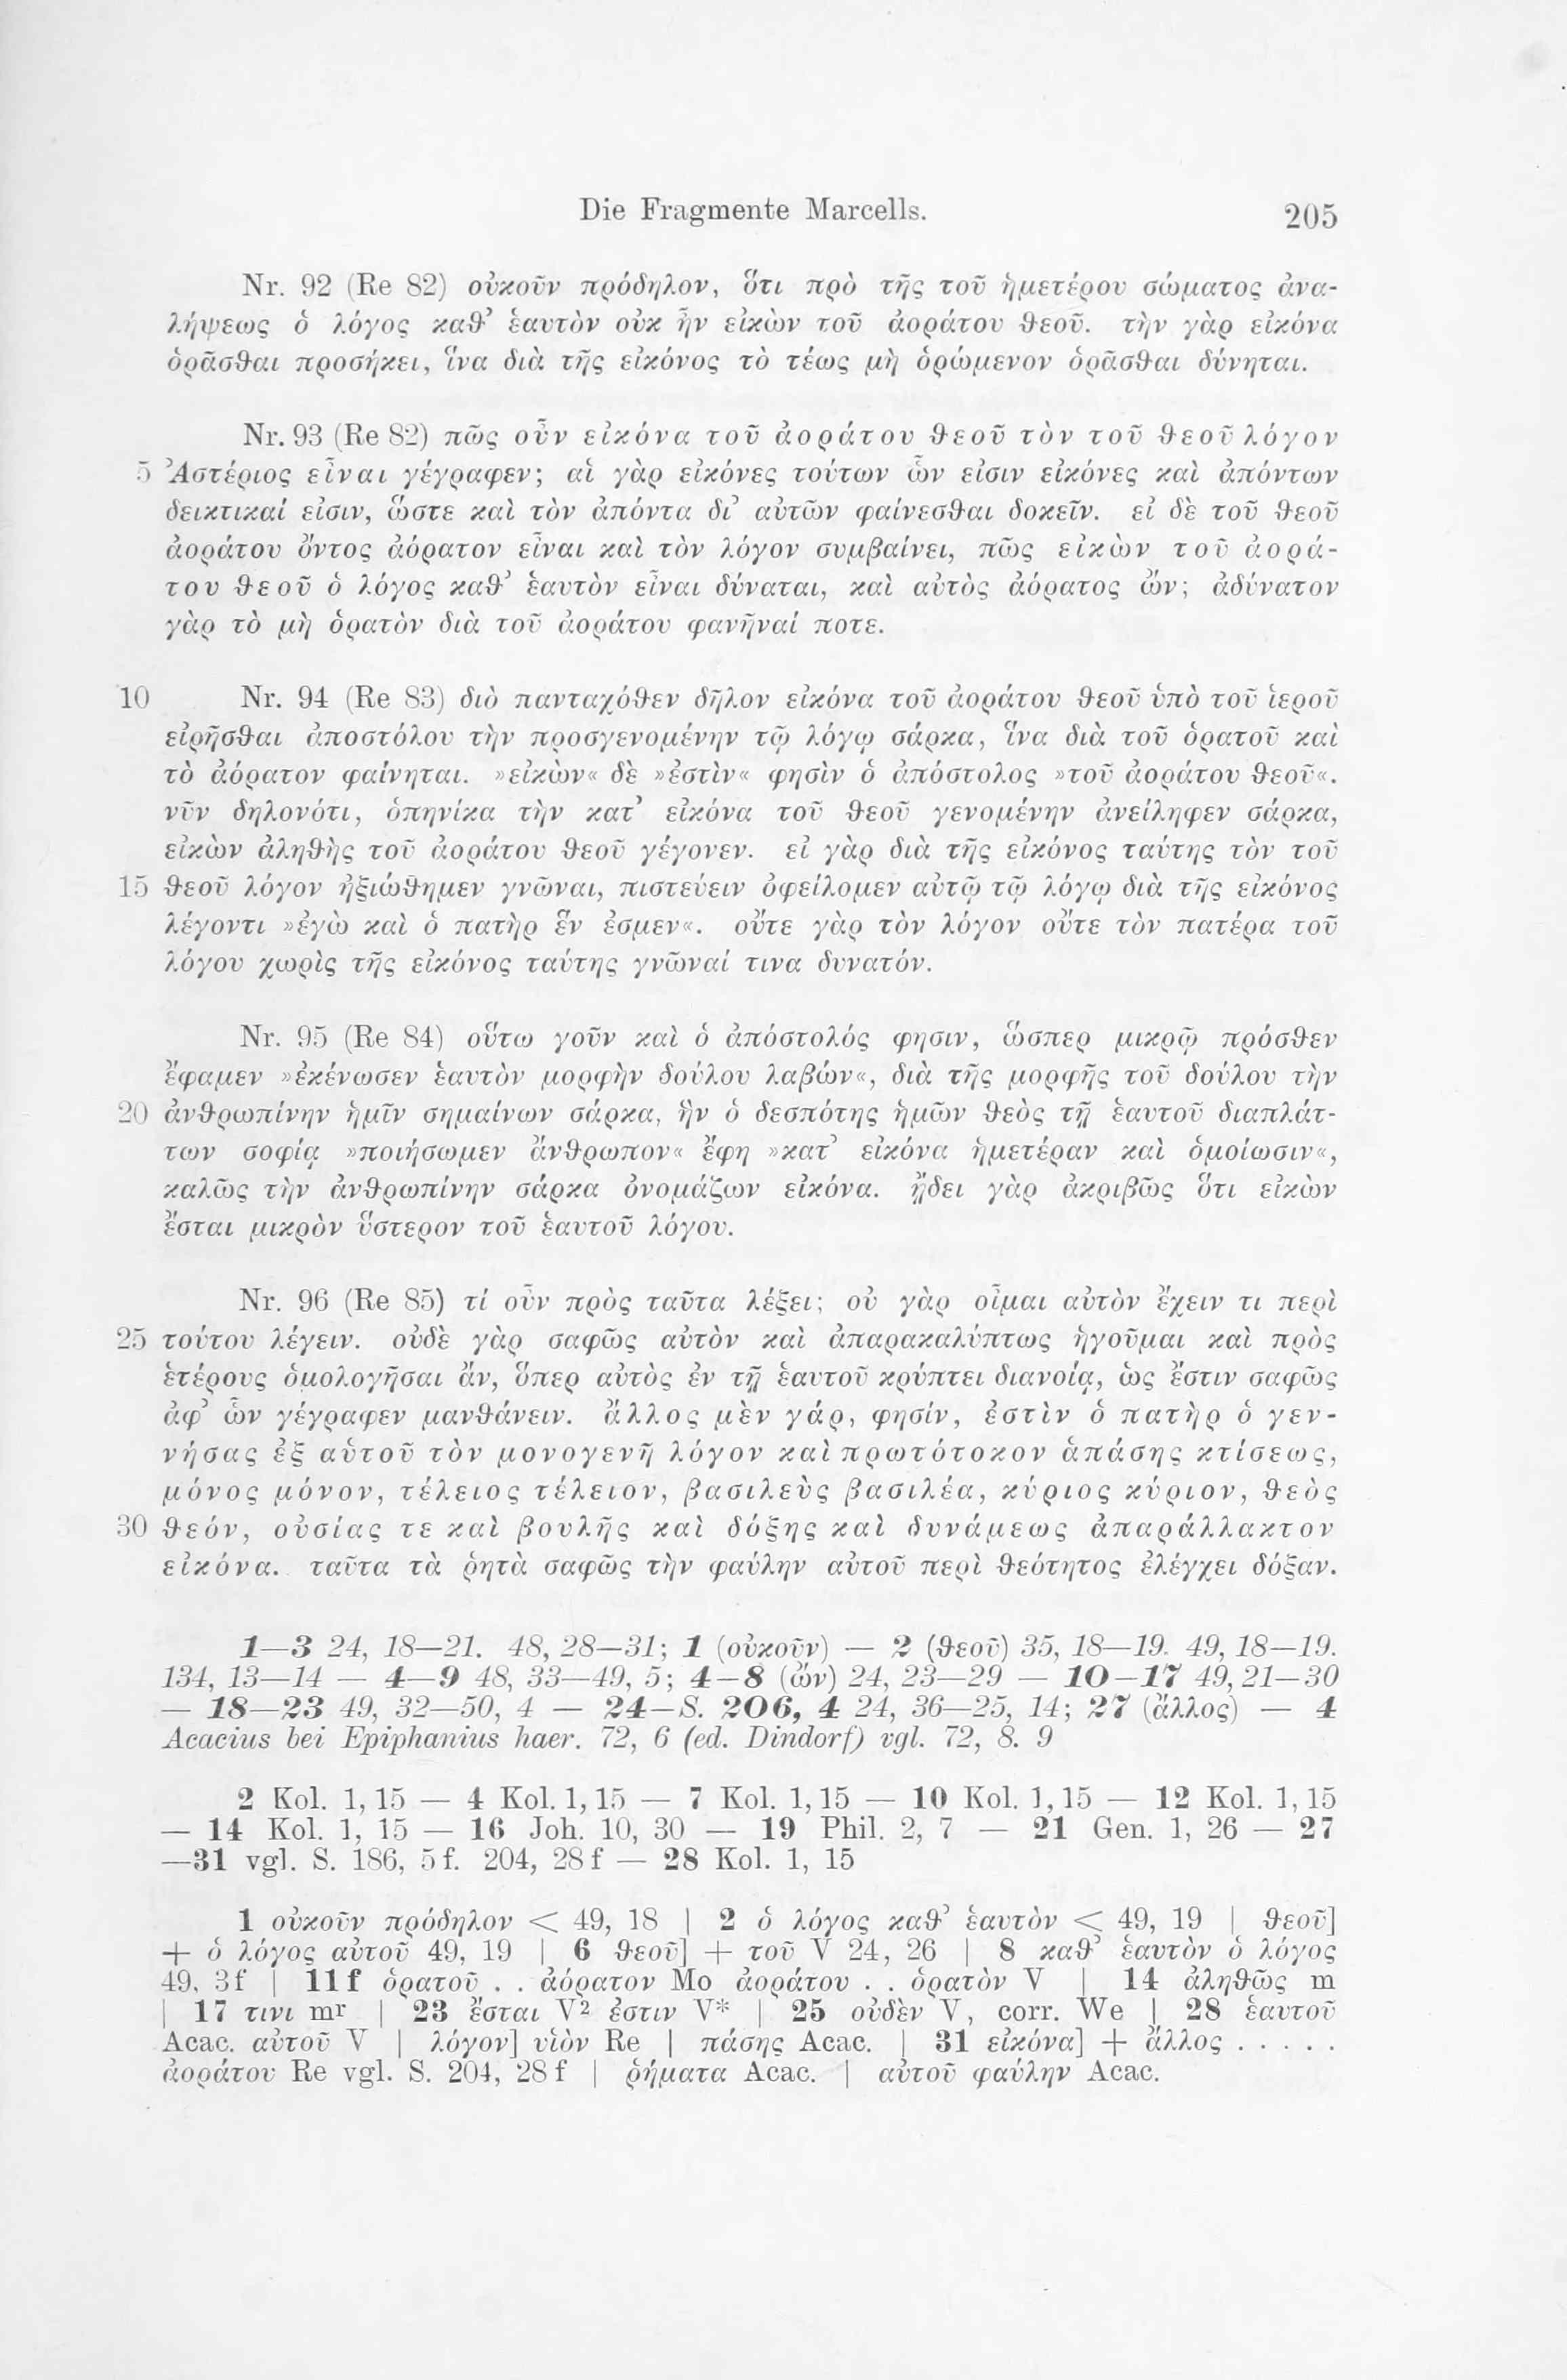 Die Fragmente Marcells. 205
Nr. 92 (Re 82) οὐκοῦν πρόδηλον, ὅτι πρὸ τῆς τοῦ ἡμετέρου σώματος ἀνα-
λήψεως ὁ λόγος καθ’ ἑαυτὸν οὐκ ἦν εἰκὼν τοῦ ἀοράτου θεοῦ. τὴν γὰρ εἰκόνα
ὁρᾶσθαι προσήκει, ἵνα διὰ τῆς εἰκόνος τὸ τέως μὴ ὁρώμενον ὁρᾶσθαι δύνηται.
Nr. 93 (Re 82) πῶς οὖν εἰκόνα τοῦ ἀοράτου θεοῦ τὸν τοῦ θεοῦ λόγον
5 Ἀστέριος εἶναι γέγραφεν; αἱ γὰρ εἰκόνες τούτων ὧν εἰσιν εἰκόνες καὶ ἀπόντων
δεικτικαί εἰσιν, ὥστε καὶ τὸν ἀπόντα δι’ αὐτῶν φαίνεσθαι δοκεῖν. εἰ δὲ τοῦ θεοῦ
ἀοράτου ὄντος ἀόρατον εἶναι καὶ τὸν λόγον συμβαίνει, πῶς εἰκὼν τοῦ ἀορά-
του θεοῦ ὁ λόγος καθ’ ἑαυτὸν εἶναι δύναται, καὶ αὐτὸς ἀόρατος ὤν; ἀδύνατον
γὰρ τὸ μὴ ὁρατὸν διὰ τοῦ ἀοράτου φανῆναί ποτε.
10 Nr. 94 (Re 83) διὸ πανταχόθεν δῆλον εἰκόνα τοῦ ἀοράτου θεοῦ ὑπὸ τοῦ ἱεροῦ
εἰρῆσθαι ἀποστόλου τὴν προσγενομένην τῷ λόγῳ σάρκα, ἵνα διὰ τοῦ ὁρατοῦ καὶ
τὸ ἀόρατον φαίνηται. »εἰκὼν« δὲ »ἐστὶν« φησὶν ὁ ἀπόστολος »τοῦ ἀοράτου θεοῦ«.
νῦν δηλονότι, ὁπηνίκα τὴν κατ’ εἰκόνα τοῦ θεοῦ γενομένην ἀνείληφεν σάρκα,
εἰκὼν ἀληθὴς τοῦ ἀοράτου θεοῦ γέγονεν. εἰ γὰρ διὰ τῆς εἰκόνος ταύτης τὸν τοῦ
15 θεοῦ λόγον ἠξιώθημεν γνῶναι, πιστεύειν ὀφείλομεν αὐτῷ τῷ λόγῳ διὰ τῆς εἰκόνος
λέγοντι »ἐγὼ καὶ ὁ πατὴρ ἕν ἐσμεν«. οὔτε γὰρ τὸν λόγον οὔτε τὸν πατέρα τοῦ
λόγου χωρὶς τῆς εἰκόνος ταύτης γνῶναί τινα δυνατόν.
Nr. 95 (Re 84) οὕτω γοῦν καὶ ὁ ἀπόστολός φησιν, ὥσπερ μικρῷ πρόσθεν
ἔφαμεν »ἐκένωσεν ἑαυτὸν μορφὴν δούλου λαβών«, διὰ τῆς μορφῆς τοῦ δούλου τὴν
20 ἀνθρωπίνην ἡμῖν σημαίνων σάρκα, ἣν ὁ δεσπότης ἡμῶν θεὸς τῇ ἑαυτοῦ διαπλάτ-
των σοφίᾳ »ποιήσωμεν ἄνθρωπον« ἔφη »κατ’ εἰκόνα ἡμετέραν καὶ ὁμοίωσιν«,
καλῶς τὴν ἀνθρωπίνην σάρκα ὀνομάζων εἰκόνα. ᾔδει γὰρ ἀκριβῶς ὅτι εἰκὼν
ἔσται μικρὸν ὕστερον τοῦ ἑαυτοῦ λόγου.
Nr. 96 (Re 85) τί οὖν πρὸς ταῦτα λέξει; οὐ γὰρ οἶμαι αὐτὸν ἔχειν τι περὶ
25 τούτου λέγειν. οὐδὲ γὰρ σαφῶς αὐτὸν καὶ ἀπαρακαλύπτως ἡγοῦμαι καὶ πρὸς
ἑτέρους ὁμολογῆσαι ἄν, ὅπερ αὐτὸς ἐν τῇ ἑαυτοῦ κρύπτει διανοίᾳ, ὡς ἔστιν σαφῶς
ἀφ’ ὧν γέγραφεν μανθάνειν. ἄλλος μὲν γάρ, φησίν, ἐστὶν ὁ πατὴρ ὁ γεν-
νήσας ἐξ αὑτοῦ τὸν μονογενῆ λόγον καὶ πρωτότοκον ἁπάσης κτίσεως,
μόνος μόνον, τέλειος τέλειον, βασιλεὺς βασιλέα, κύριος κύριον, θεὸς
30 θεόν, οὐσίας τε καὶ βουλῆς καὶ δόξης καὶ δυνάμεως ἀπαράλλακτον
εἰκόνα. ταῦτα τὰ ῥητὰ σαφῶς τὴν φαύλην αὐτοῦ περὶ θεότητος ἐλέγχει δόξαν.
1—3 24, 18—21. 48, 28—31; 1 (οὐκοῦν) — 2 (θεοῦ) 35, 18—19. 49, 18—19.
134, 13—14 — 4—9 48, 33—49, 5; 4—8 (ὤν) 24, 23—29 — 10—17 49, 21—30
— 18—23 49, 32—50, 4 — 24—S. 206, 4 24, 36—25, 14; 27 (ἄλλος) — 4
Acacius bei Epiphanius haer. 72, 6 (ed. Dindorf) vgl. 72, 8. 9
2 Kol. 1, 15 — 4 Kol. 1, 15 — 7 Kol. 1, 15 — 10 Kol. 1, 15 — 12 Kol. 1, 15
— 14 Kol. 1, 15 — 16 Joh. 10, 30 — 19 Phil. 2, 7 — 21 Gen. 1, 26 — 27
—31 vgl. S. 186, 5 f. 204, 28 f — 28 Kol. 1, 15
1 οὐκοῦν πρόδηλον < 49, 18 | 2 ὁ λόγος καθ’ ἑαυτὸν < 49, 19 | θεοῦ]
+ ὁ λόγος αὐτοῦ 49, 19 | 6 θεοῦ] + τοῦ V 24, 26 | 8 καθ’ ἑαυτὸν ὁ λόγος
49, 3 f | 11 f ὁρατοῦ . . ἀόρατον Mo ἀοράτου . . ὁρατὸν V | 14 ἀληθῶς m
| 17 τινι mr | 23 ἔσται V2 ἐστιν V* | 25 οὐδὲν V, corr. We | 28 ἑαυτοῦ
Acac. αὐτοῦ V | λόγον] υἱὸν Re | πάσης Acac. | 31 εἰκόνα] + ἄλλος . . . . .
ἀοράτου Re vgl. S. 204, 28 f | ῥήματα Acac. | αὐτοῦ φαύλην Acac.